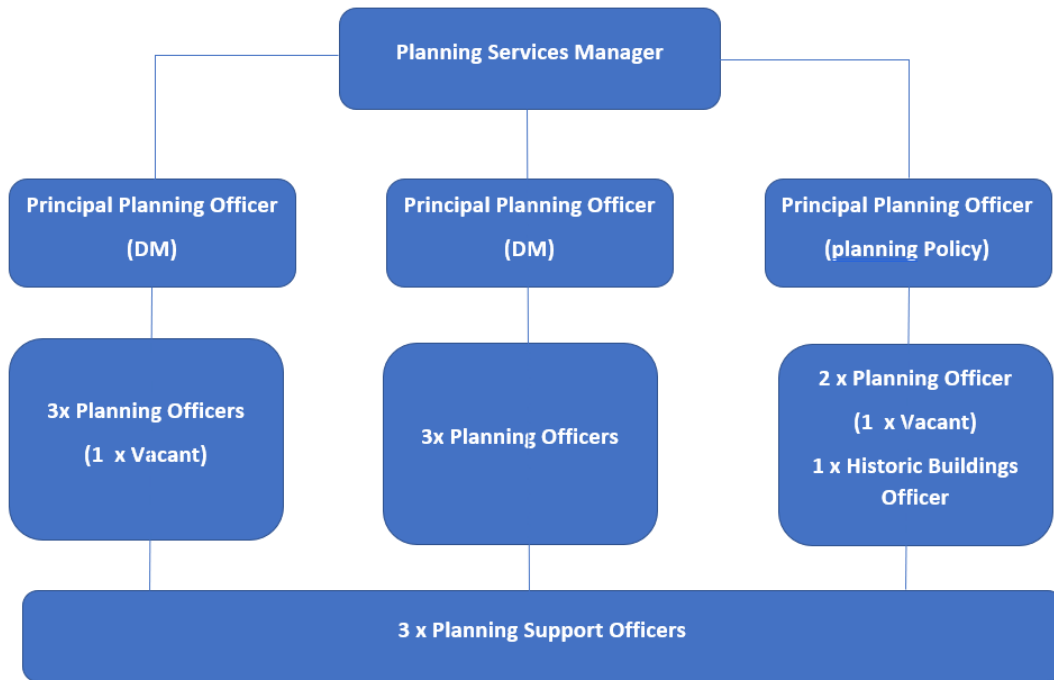 Planning Services Manager
Principal Planning Officer
(DM)
Principal Planning Officer
(DM)
Principal Planning Officer
(planning Policy)
3x Planning Officers
(1  x Vacant)
3x Planning Officers
2 x Planning Officer
(1  x Vacant)
1 x Historic Buildings
Officer
3 x Planning Support Officers